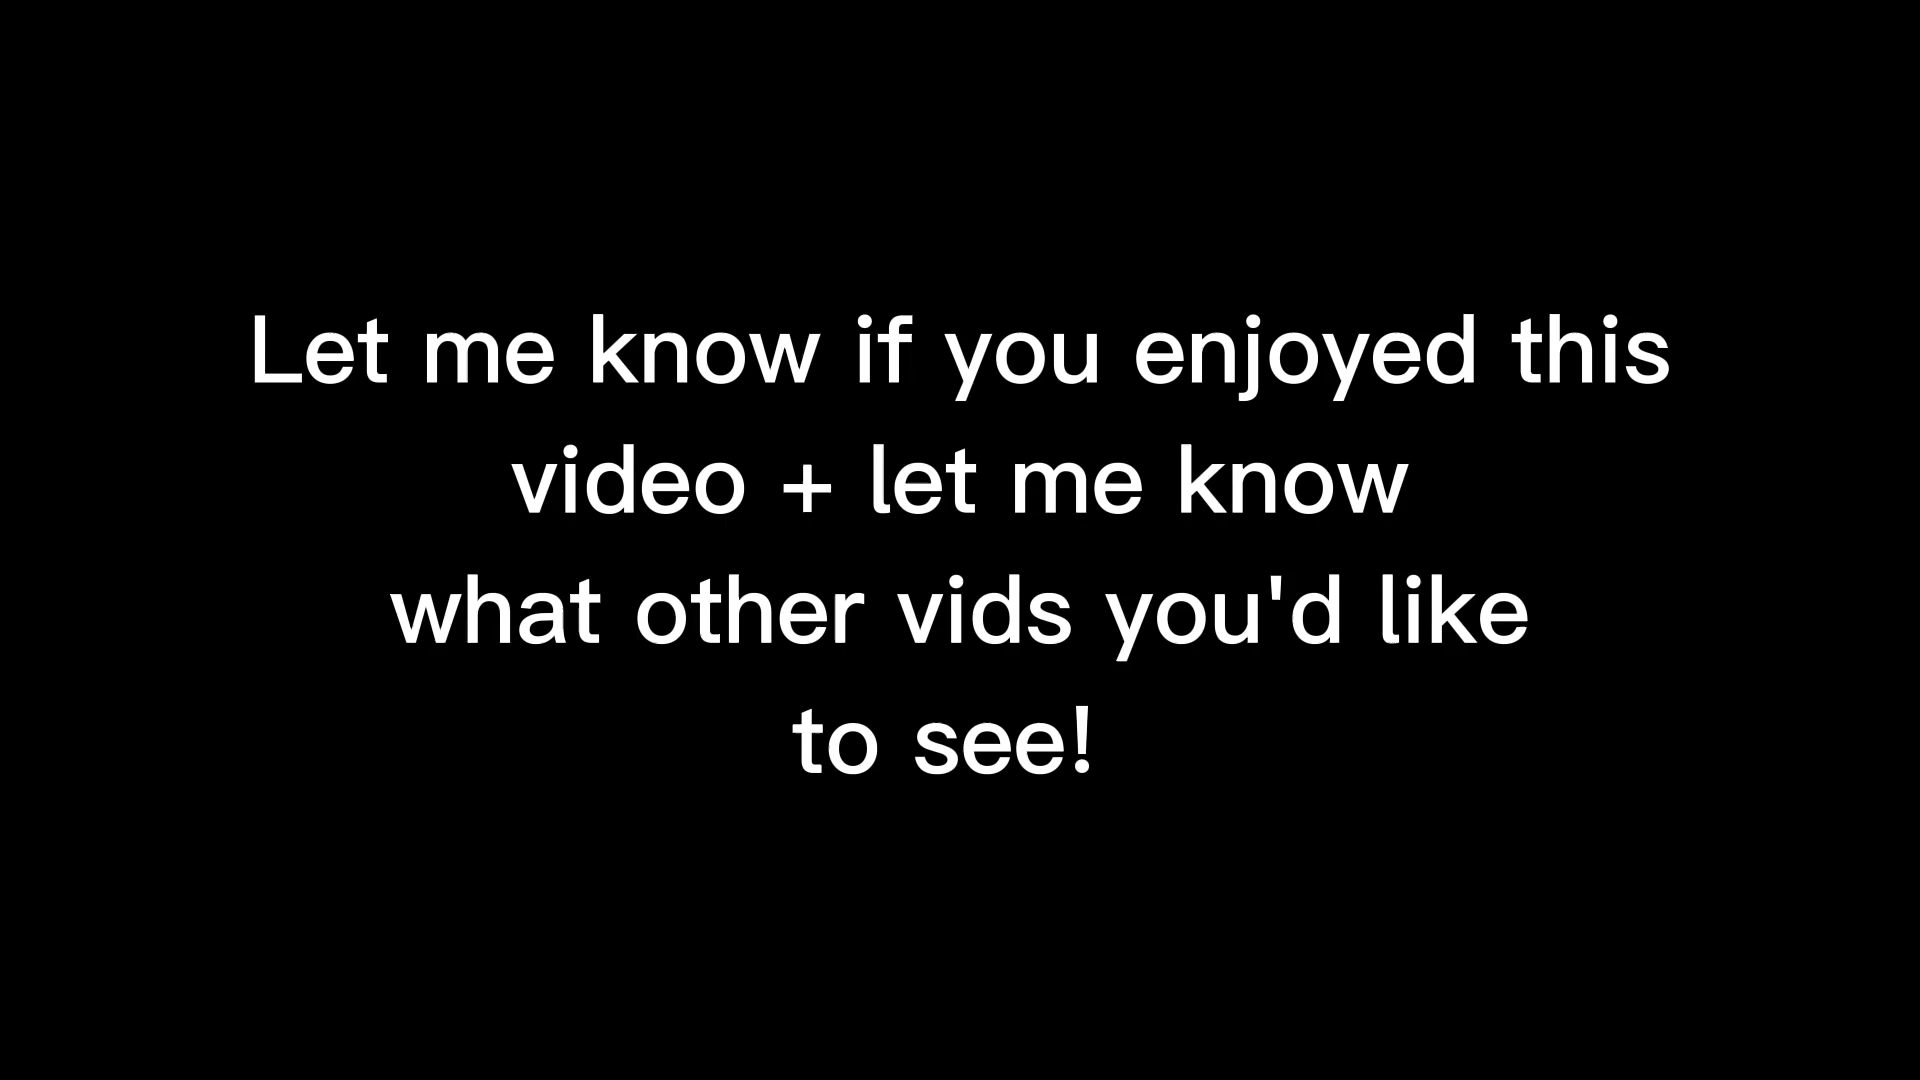 Let me know if you enjoyed this
video + let me know
what other vids you'd like
to see!